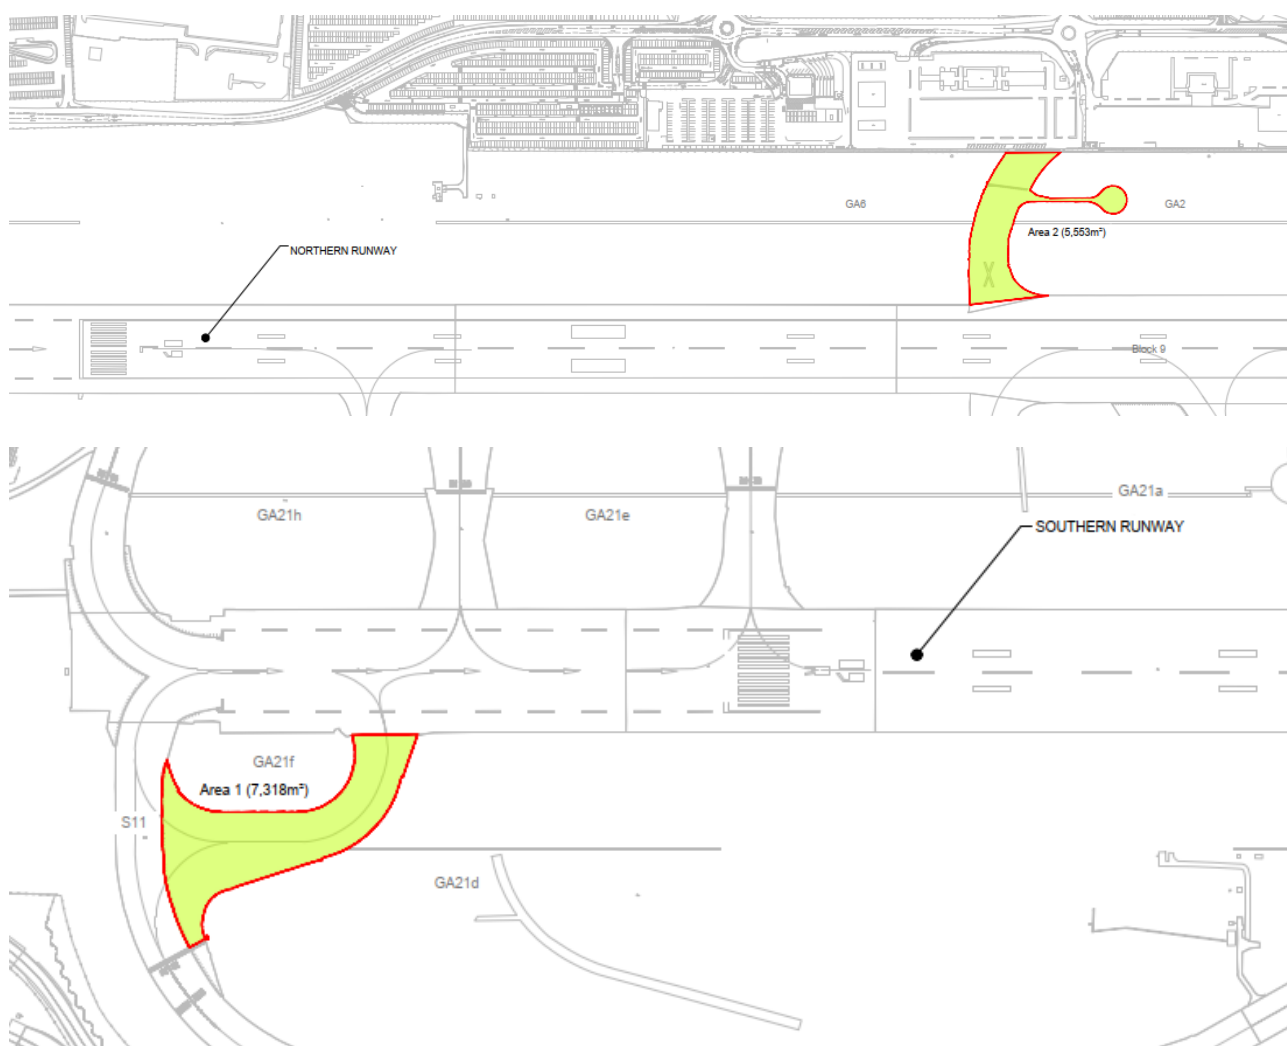 GA6
GA2
Area 2 (5,553m²)
NORTHERN RUNWAY
X
Block 9
GA21a
GA21h
GA21e
SOUTHERN RUNWAY
GA21f
Area 1 (7,318m²)
S11
GA21d